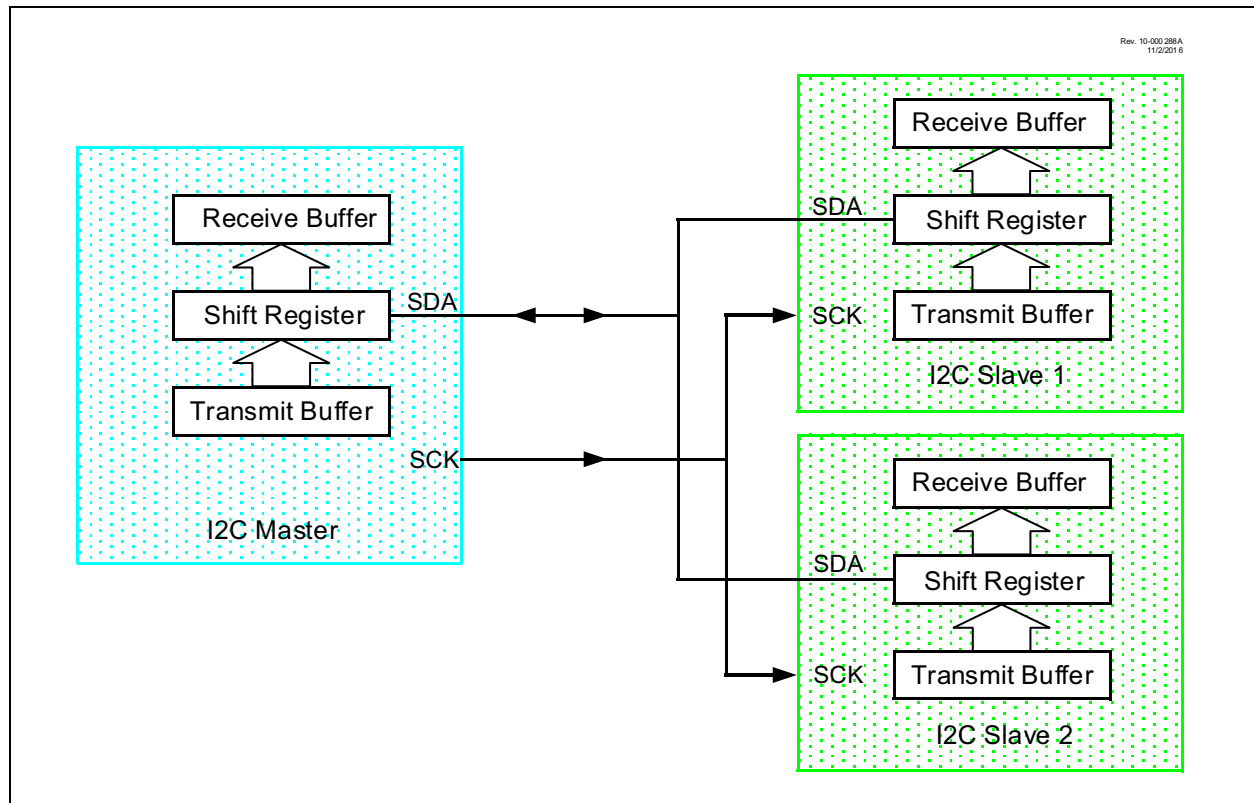 Rev. 10-000 288A
11/2/201 6
Receive Buffer
Shift Register
SDA
Transmit Buffer
SCK
I2C Master
Receive Buffer
SDA
Shift Register
SCK
Transmit Buffer
I2C Slave 1
Receive Buffer
SDA
Shift Register
SCK
Transmit Buffer
I2C Slave 2